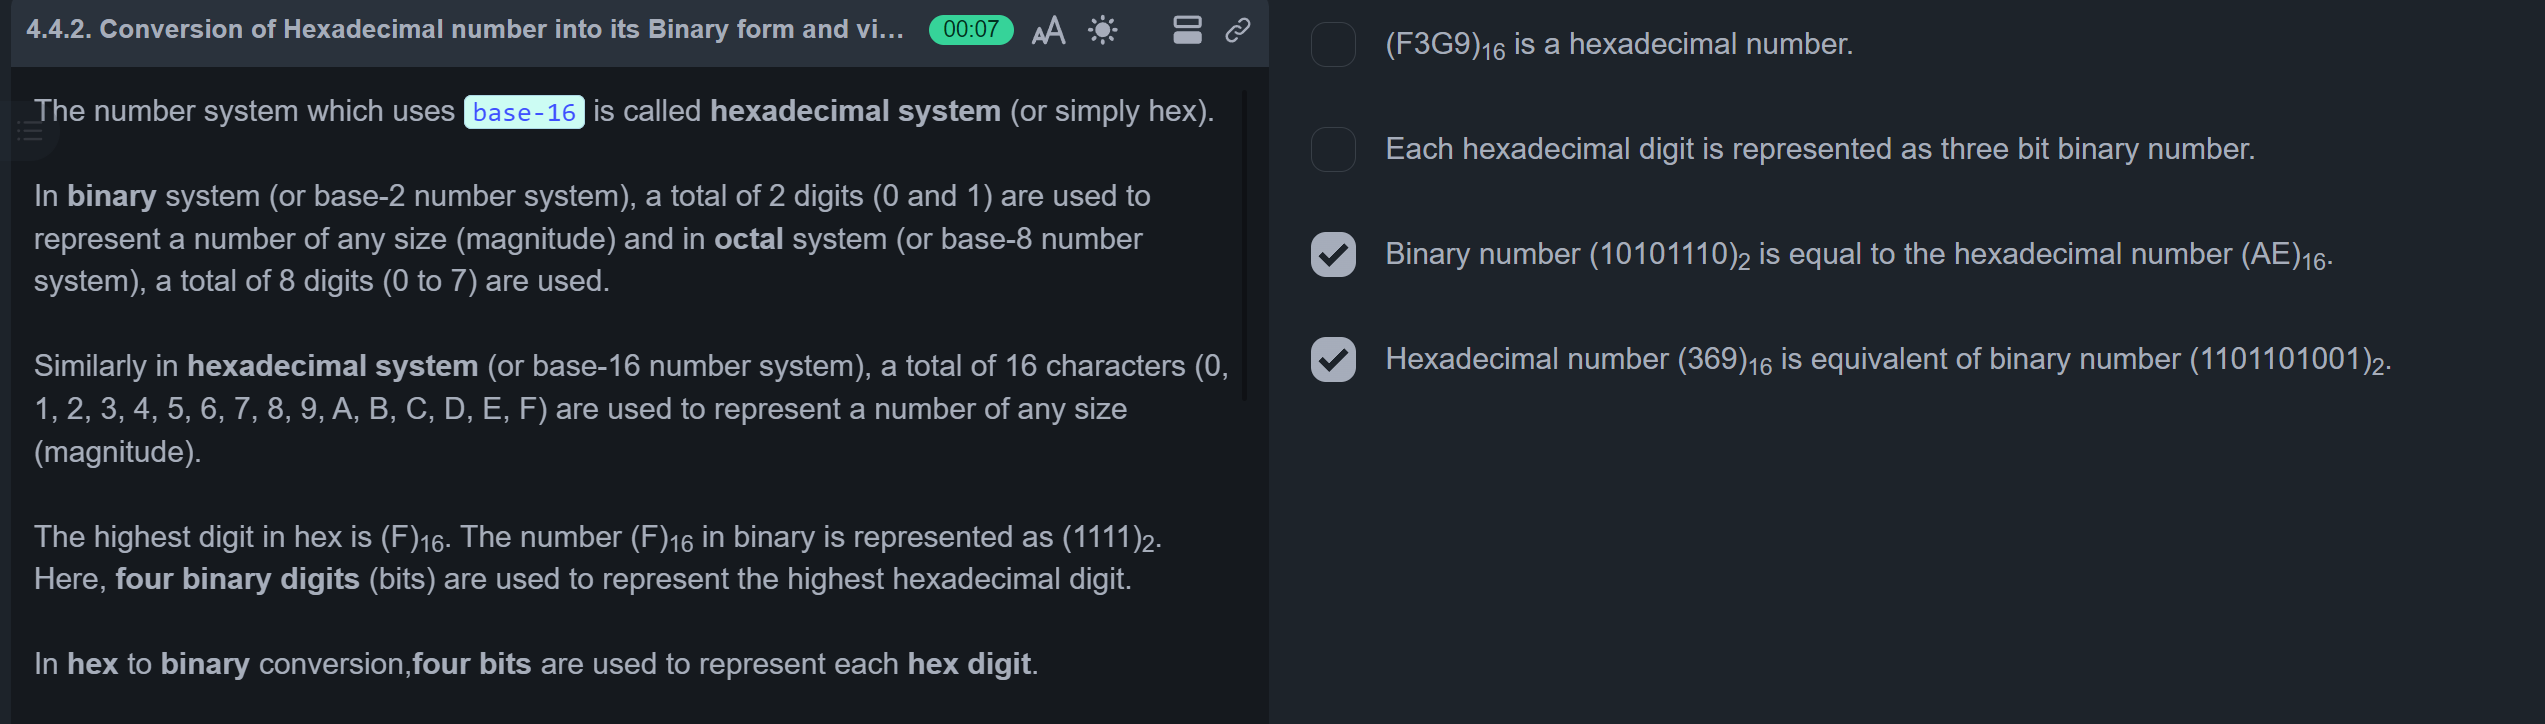 4.4.2. Conversion of Hexadecimal number into its Binary form and vi...
00:07
The number system which uses base-16 is called hexadecimal system (or simply hex).
In binary system (or base-2 number system), a total of 2 digits (0 and 1) are used to
represent a number of any size (magnitude) and in octal system (or base-8 number
system), a total of 8 digits (0 to 7) are used.
Similarly in hexadecimal system (or base-16 number system), a total of 16 characters (0,
1, 2, 3, 4, 5, 6, 7, 8, 9, A, B, C, D, E, F) are used to represent a number of any size
(magnitude).
The highest digit in hex is (F)16. The number (F)16 in binary is represented as (1111)2.
Here, four binary digits (bits) are used to represent the highest hexadecimal digit.
In hex to binary conversion,four bits are used to represent each hex digit.
(F3G9)16 is a hexadecimal number.
Each hexadecimal digit is represented as three bit binary number.
Binary number (10101110)2 is equal to the hexadecimal number (AE)16.
Hexadecimal number (369)16 is equivalent of binary number (1101101001)2.